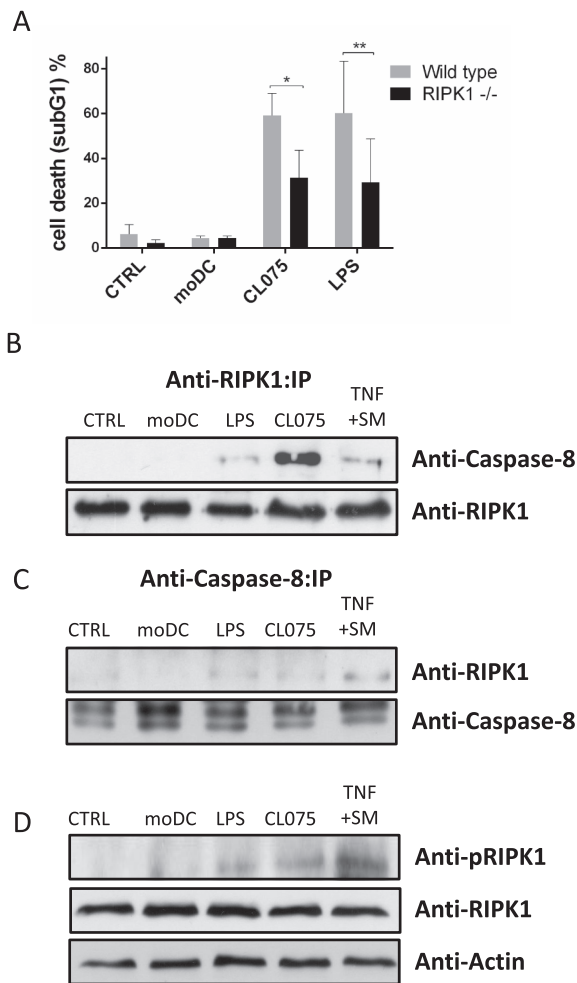 A
cell death (subG1) %
80
60
40
20
0
*
**
Wild type
RIPK1 -/-
CTRL
moDC
CL075
LPS
B
Anti-RIPK1:IP
CTRL moDC LPS CL075 TNF +SM
Anti-Caspase-8
Anti-RIPK1
C
Anti-Caspase-8:IP
CTRL moDC LPS CL075 TNF +SM
Anti-RIPK1
Anti-Caspase-8
D
CTRL moDC LPS CL075 TNF +SM
Anti-pRIPK1
Anti-RIPK1
Anti-Actin